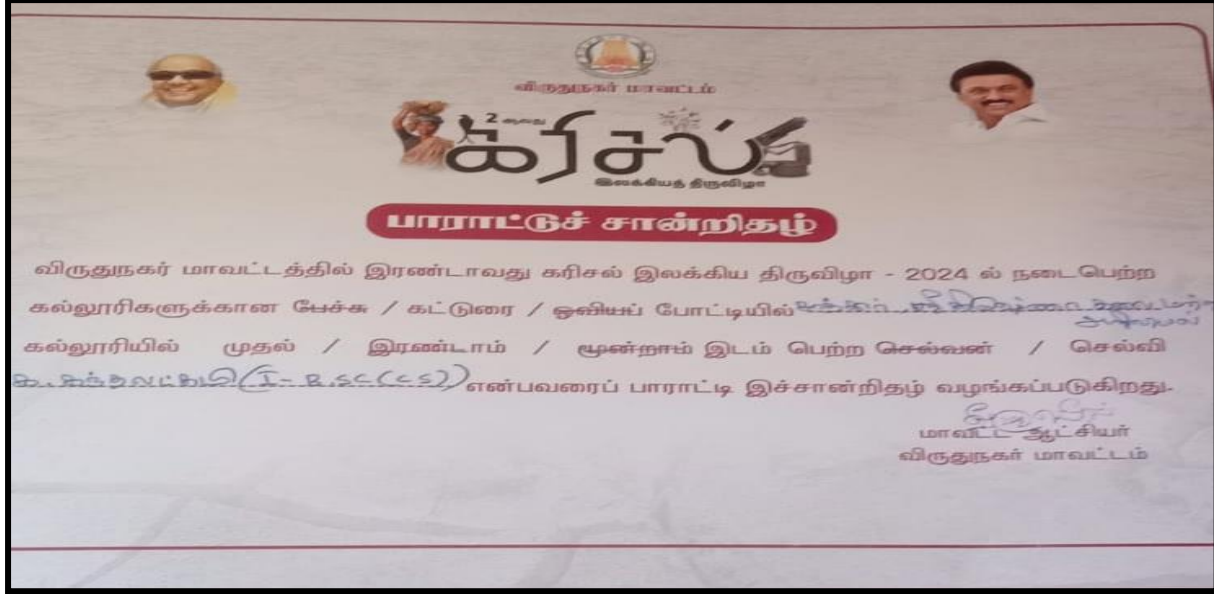 விருதுநகர் மாவட்டம்
2 ஆவது
கரிசல்
இலக்கியத் திருவிழா
பாராட்டுச் சான்றிதழ்
விருதுநகர் மாவட்டத்தில் இரண்டாவது கரிசல் இலக்கிய திருவிழா - 2024 ல் நடைபெற்ற
கல்லூரிகளுக்கான பேச்சு / கட்டுரை / ஓவியப் போட்டியில்
கல்லூரியில் முதல் / இரண்டாம் / மூன்றாம் இடம் பெற்ற செல்வன் / செல்வி
(I - B.SC(CS)) என்பவரைப் பாராட்டி இச்சான்றிதழ் வழங்கப்படுகிறது.
மாவட்ட ஆட்சியர்
விருதுநகர் மாவட்டம்